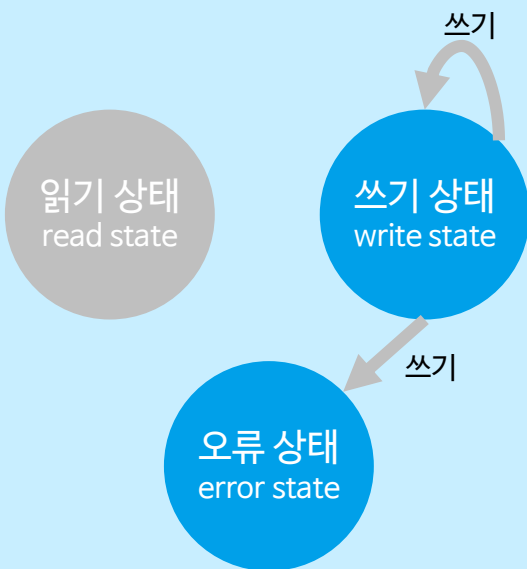 쓰기
읽기 상태
read state
쓰기 상태
write state
쓰기
오류 상태
error state